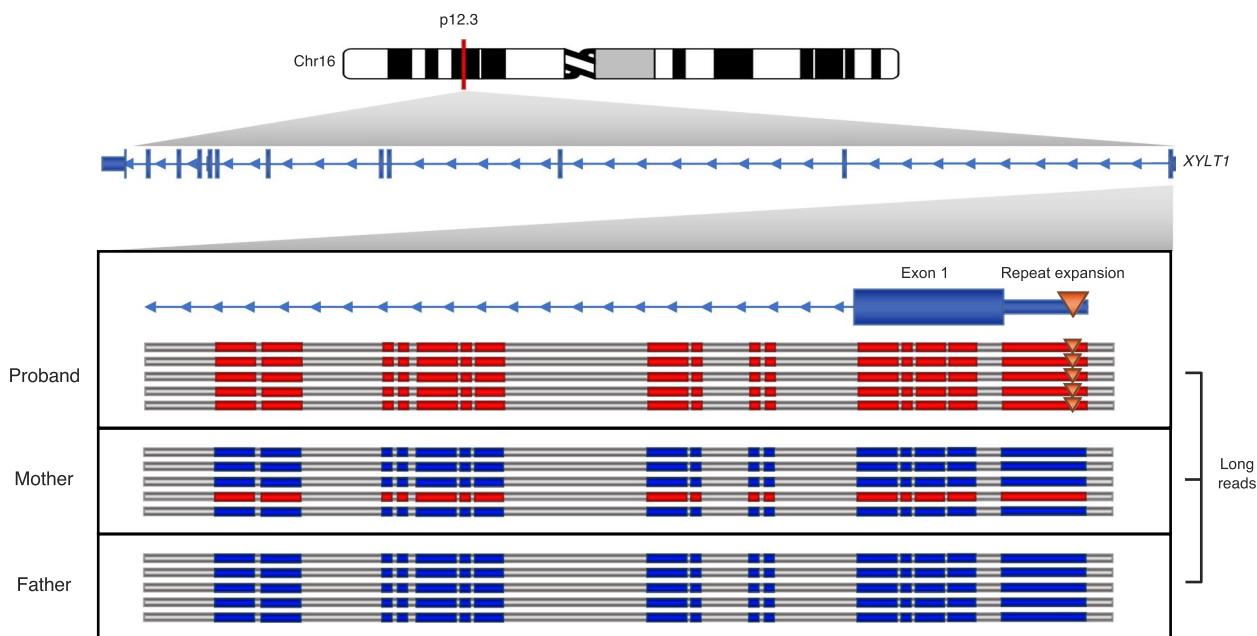 p12.3
Chr16
XYLT1
Exon 1
Repeat expansion
Proband
Mother
Long
reads
Father